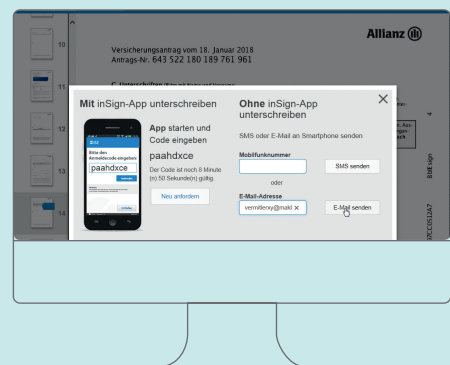 Allianz
10
Versicherungsantrag vom 18. Januar 2018
Antrags-Nr. 643 522 180 189 761 961
11
C. Unterschriften
Mit inSign-App unterschreiben
App starten und
Code eingeben
paahdxce
Der Code ist noch 8 Minute
(n) 50 Sekunde(n) gültig.
Neu anfordern
Bitte den
Anmeldecode eingeben:
paahdxce
Ohne inSign-App
unterschreiben
SMS oder E-Mail an Smartphone senden
Mobilfunknummer
SMS senden
oder
E-Mail-Adresse
vermittlerxy@makl
E-Mail senden
12
13
14
4